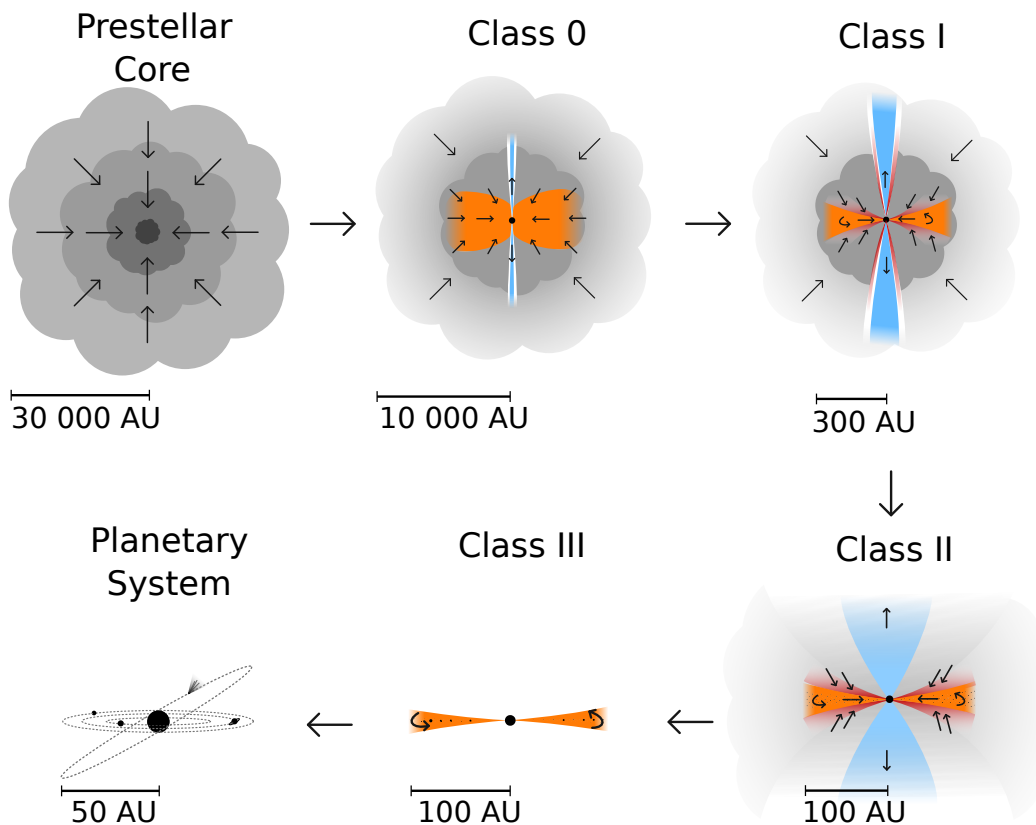 Prestellar
Core
Class 0
Class I
30 000 AU
10 000 AU
300 AU
Planetary
System
Class III
Class II
50 AU
100 AU
100 AU